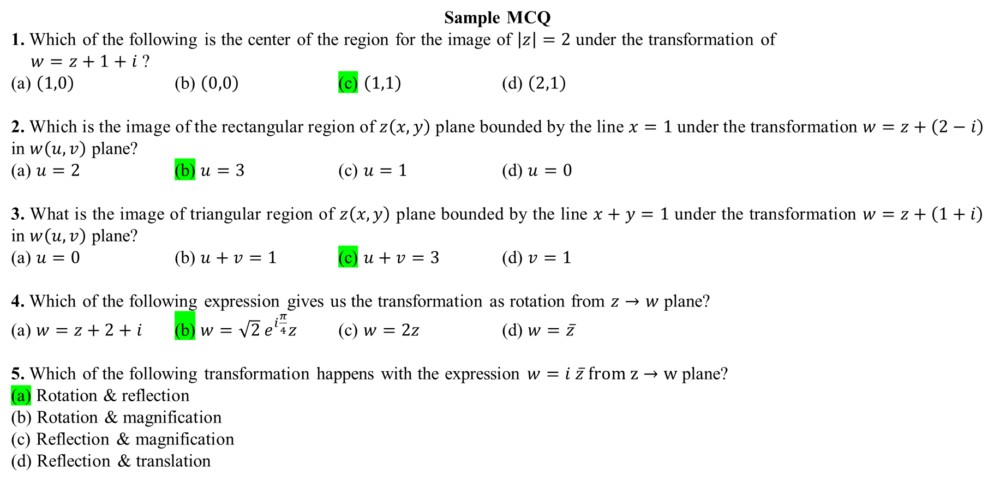 Sample MCQ
1. Which of the following is the center of the region for the image of |z| = 2 under the transformation of
w = z + 1 + i ?
(a) (1,0) (b) (0,0) (c) (1,1) (d) (2,1)
2. Which is the image of the rectangular region of z(x, y) plane bounded by the line x = 1 under the transformation w = z + (2 − i)
in w(u, v) plane?
(a) u = 2 (b) u = 3 (c) u = 1 (d) u = 0
3. What is the image of triangular region of z(x, y) plane bounded by the line x + y = 1 under the transformation w = z + (1 + i)
in w(u, v) plane?
(a) u = 0 (b) u + v = 1 (c) u + v = 3 (d) v = 1
4. Which of the following expression gives us the transformation as rotation from z → w plane?
(a) w = z + 2 + i (b) w = √2 e^{iπ/4} z (c) w = 2z (d) w = z̄
5. Which of the following transformation happens with the expression w = i z̄ from z → w plane?
(a) Rotation & reflection
(b) Rotation & magnification
(c) Reflection & magnification
(d) Reflection & translation